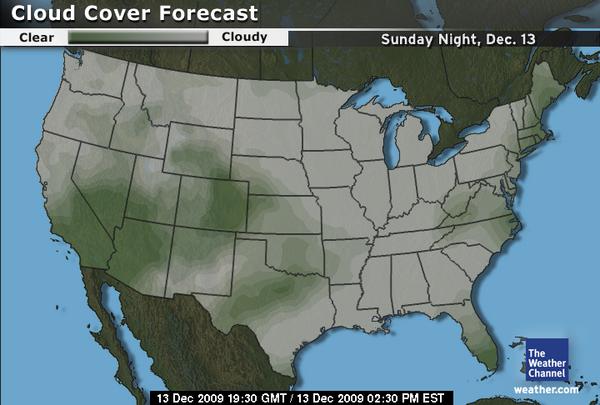 Cloud Cover Forecast
Clear Cloudy
Sunday Night, Dec. 13
The
Weather
Channel
weather.com
13 Dec 2009 19:30 GMT / 13 Dec 2009 02:30 PM EST